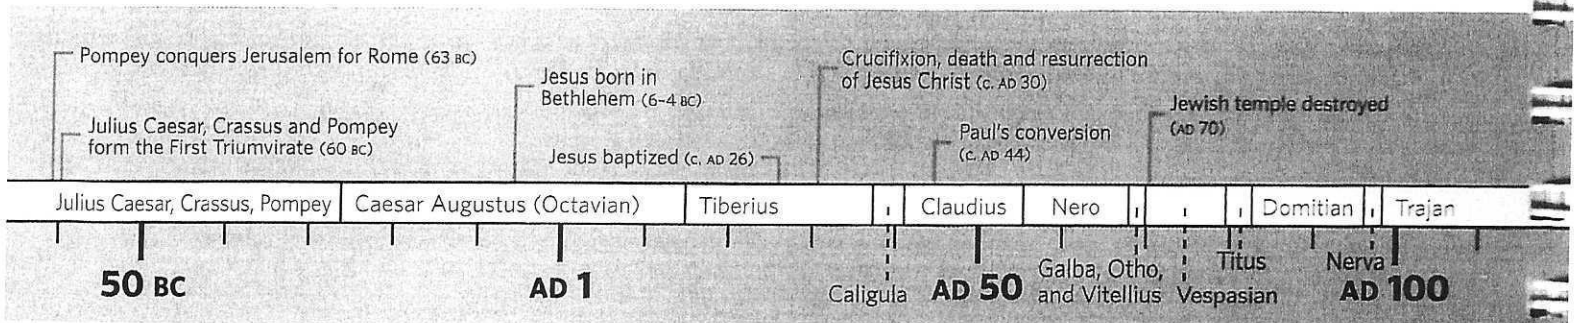 Pompey conquers Jerusalem for Rome (63 BC)
Julius Caesar, Crassus and Pompey
form the First Triumvirate (60 BC)
Jesus born in
Bethlehem (6-4 BC)
Jesus baptized (c. AD 26)
Crucifixion, death and resurrection
of Jesus Christ (c. AD 30)
Paul's conversion
(c. AD 44)
Jewish temple destroyed
(AD 70)
Julius Caesar, Crassus, Pompey
Caesar Augustus (Octavian)
Tiberius
Claudius
Nero
Domitian
Trajan
50 BC
AD 1
Caligula
AD 50
Galba, Otho,
and Vitellius
Vespasian
Titus
Nerva
AD 100